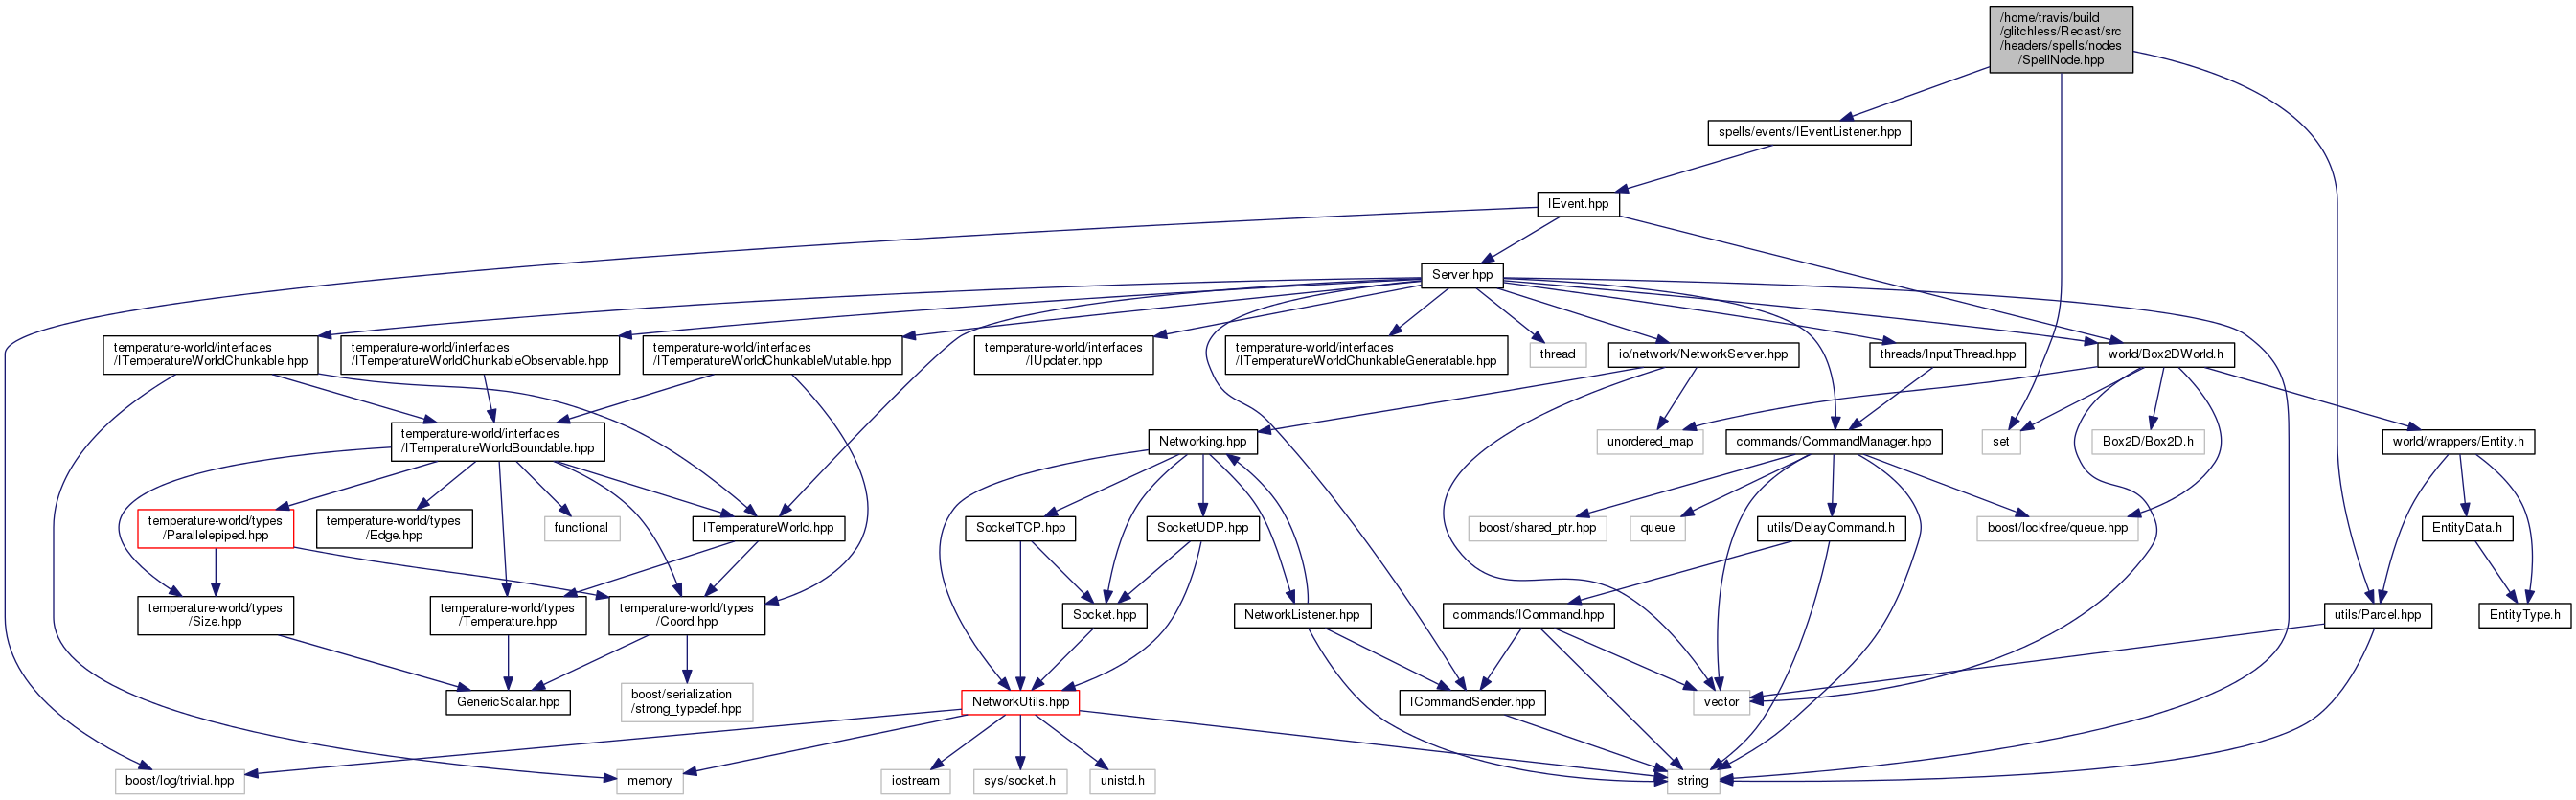 /home/travis/build
/glitchless/Recast/src
/headers/spells/nodes
/SpellNode.hpp
spells/events/IEventListener.hpp
IEvent.hpp
Server.hpp
temperature-world/interfaces
/ITemperatureWorldChunkable.hpp
temperature-world/interfaces
/ITemperatureWorldChunkableObservable.hpp
temperature-world/interfaces
/ITemperatureWorldChunkableMutable.hpp
temperature-world/interfaces
/IUpdater.hpp
temperature-world/interfaces
/ITemperatureWorldChunkableGeneratable.hpp
thread
io/network/NetworkServer.hpp
threads/InputThread.hpp
world/Box2DWorld.h
temperature-world/interfaces
/ITemperatureWorldBoundable.hpp
Networking.hpp
unordered_map
commands/CommandManager.hpp
set
Box2D/Box2D.h
world/wrappers/Entity.h
temperature-world/types
/Parallelepiped.hpp
temperature-world/types
/Edge.hpp
functional
ITemperatureWorld.hpp
SocketTCP.hpp
SocketUDP.hpp
boost/shared_ptr.hpp
queue
utils/DelayCommand.h
boost/lockfree/queue.hpp
EntityData.h
temperature-world/types
/Size.hpp
temperature-world/types
/Temperature.hpp
temperature-world/types
/Coord.hpp
Socket.hpp
NetworkListener.hpp
commands/ICommand.hpp
utils/Parcel.hpp
EntityType.h
GenericScalar.hpp
boost/serialization
/strong_typedef.hpp
NetworkUtils.hpp
ICommandSender.hpp
vector
boost/log/trivial.hpp
memory
iostream
sys/socket.h
unistd.h
string